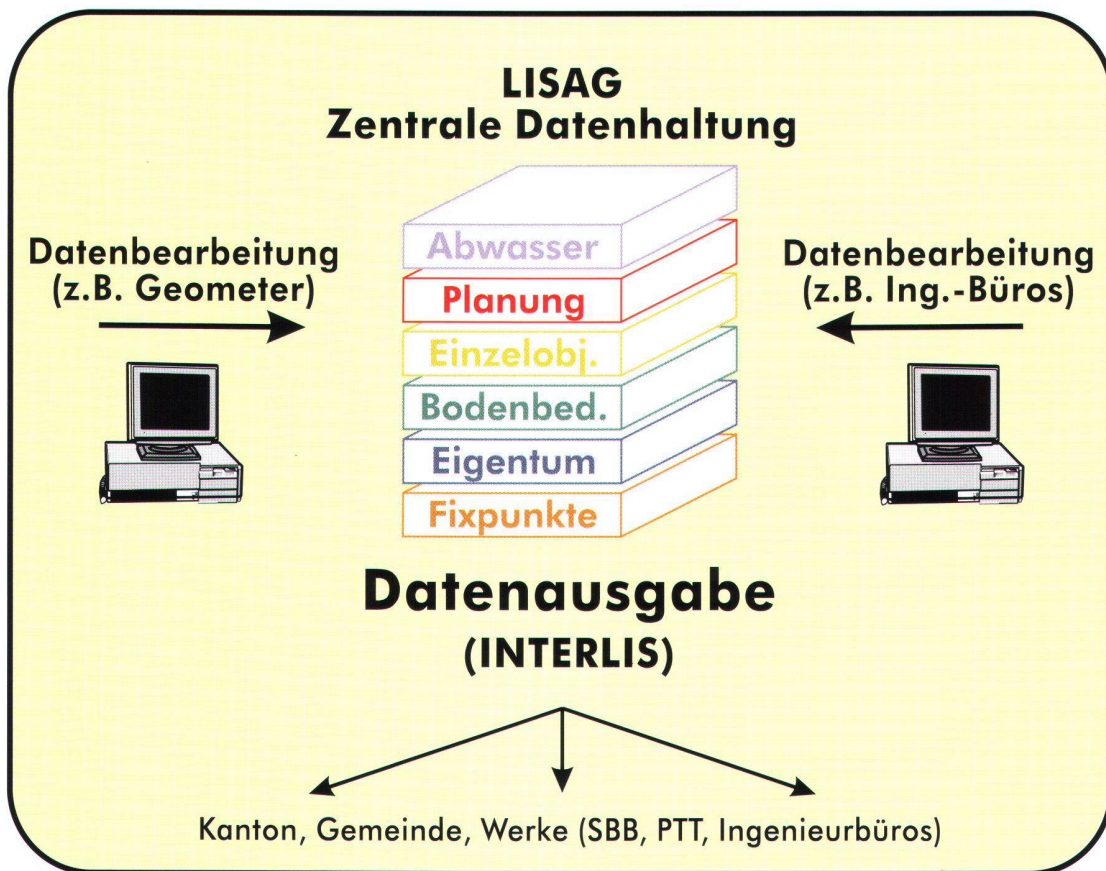 LISAG
Zentrale Datenhaltung
Datenbearbeitung
(z.B. Geometer)
Abwasser
Planung
Einzelobj.
Bodenbed.
Eigentum
Fixpunkte
Datenbearbeitung
(z.B. Ing.-Büros)
Datenausgabe
(INTERLIS)
Kanton, Gemeinde, Werke (SBB, PTT, Ingenieurbüros)